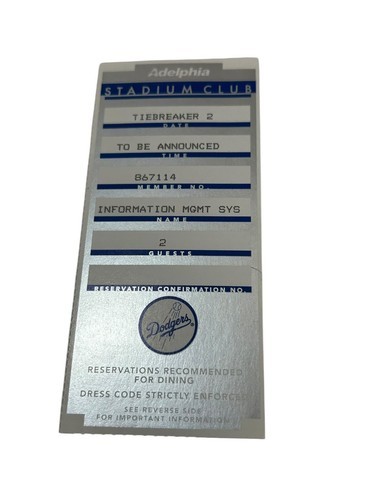 Adelphia
STADIUM CLUB
TIEBREAKER 2
DATE
TO BE ANNOUNCED
TIME
867114
MEMBER NO.
INFORMATION MGMT SYS
NAME
2
GUESTS
RESERVATION CONFIRMATION NO.
Dodgers
RESERVATIONS RECOMMENDED
FOR DINING
DRESS CODE STRICTLY ENFORCED
SEE REVERSE SIDE
FOR IMPORTANT INFORMATION